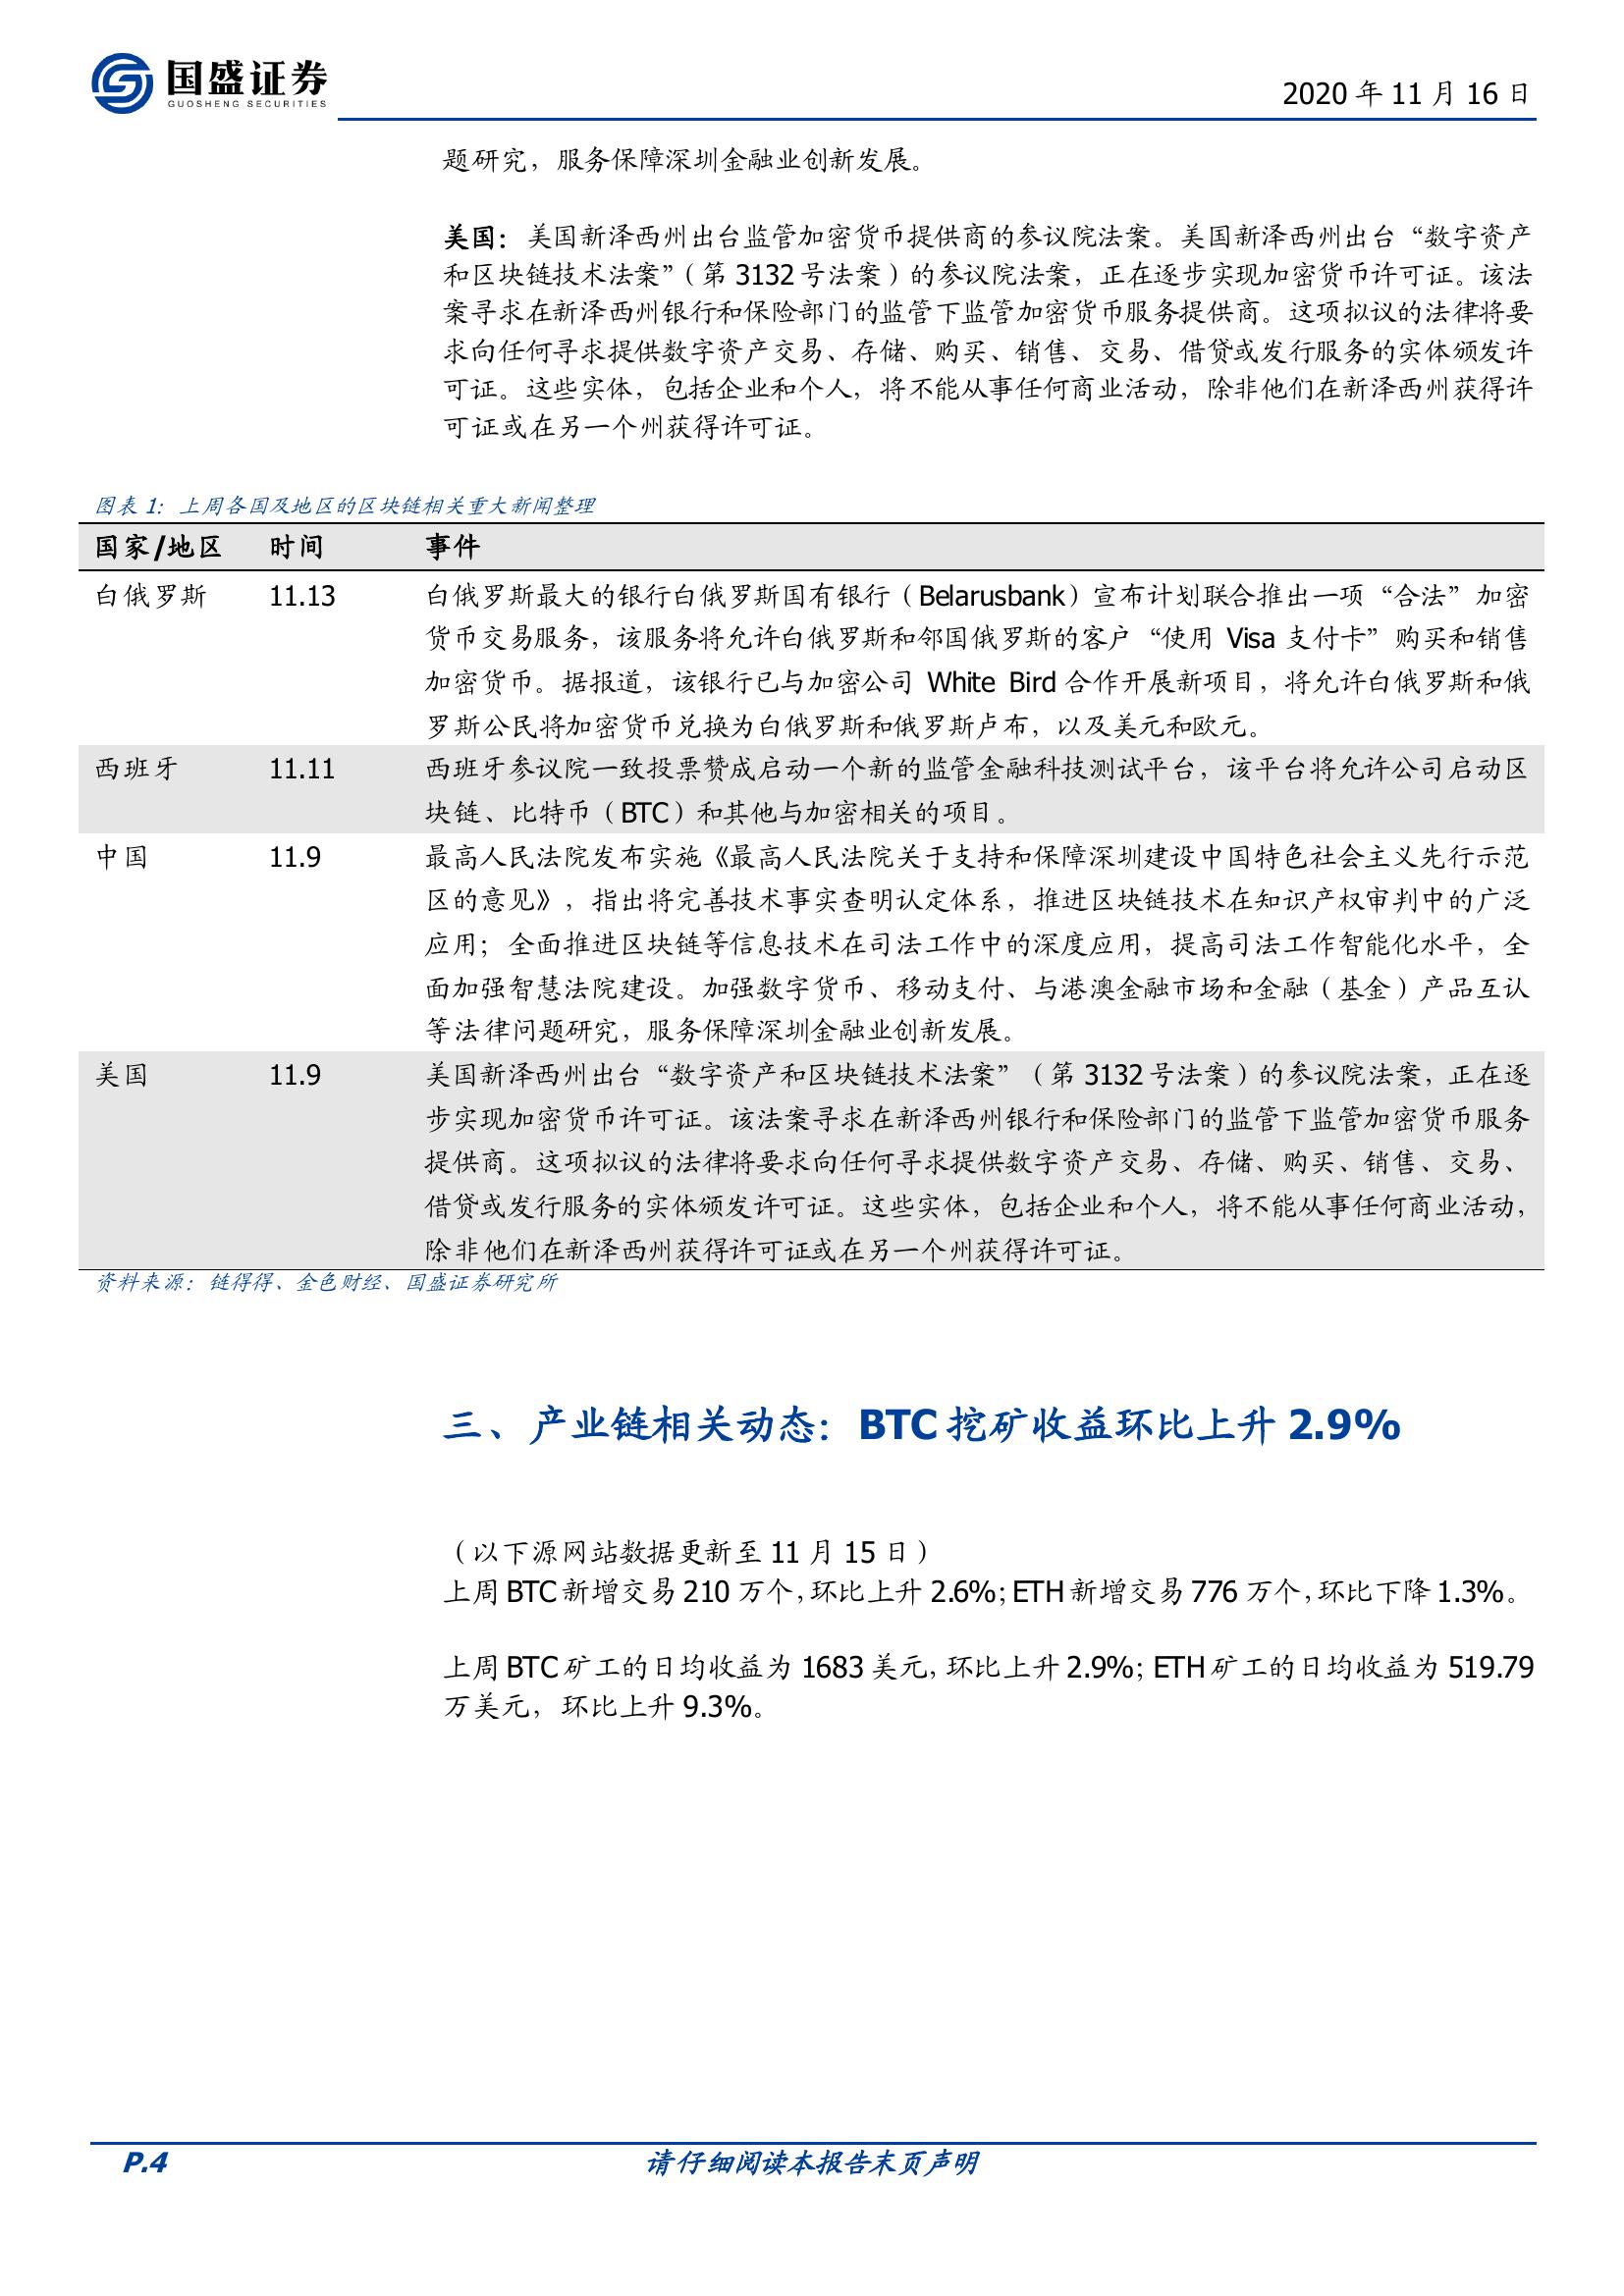 国盛证券
GUOSHENG SECURITIES
2020 年 11 月 16 日
题研究，服务保障深圳金融业创新发展。
美国：美国新泽西州出台监管加密货币提供商的参议院法案。美国新泽西州出台“数字资产
和区块链技术法案”（第 3132 号法案）的参议院法案，正在逐步实现加密货币许可证。该法
案寻求在新泽西州银行和保险部门的监管下监管加密货币服务提供商。这项拟议的法律将要
求向任何寻求提供数字资产交易、存储、购买、销售、交易、借贷或发行服务的实体颁发许
可证。这些实体，包括企业和个人，将不能从事任何商业活动，除非他们在新泽西州获得许
可证或在另一个州获得许可证。
图表 1：上周各国及地区的区块链相关重大新闻整理
国家/地区 时间 事件
白俄罗斯 11.13 白俄罗斯最大的银行白俄罗斯国有银行（Belarusbank）宣布计划联合推出一项“合法”加密
货币交易服务，该服务将允许白俄罗斯和邻国俄罗斯的客户“使用 Visa 支付卡”购买和销售
加密货币。据报道，该银行已与加密公司 White Bird 合作开展新项目，将允许白俄罗斯和俄
罗斯公民将加密货币兑换为白俄罗斯和俄罗斯卢布，以及美元和欧元。
西班牙 11.11 西班牙参议院一致投票赞成启动一个新的监管金融科技测试平台，该平台将允许公司启动区
块链、比特币（BTC）和其他与加密相关的项目。
中国 11.9 最高人民法院发布实施《最高人民法院关于支持和保障深圳建设中国特色社会主义先行示范
区的意见》，指出将完善技术事实查明认定体系，推进区块链技术在知识产权审判中的广泛
应用；全面推进区块链等信息技术在司法工作中的深度应用，提高司法工作智能化水平，全
面加强智慧法院建设。加强数字货币、移动支付、与港澳金融市场和金融（基金）产品互认
等法律问题研究，服务保障深圳金融业创新发展。
美国 11.9 美国新泽西州出台“数字资产和区块链技术法案”（第 3132 号法案）的参议院法案，正在逐
步实现加密货币许可证。该法案寻求在新泽西州银行和保险部门的监管下监管加密货币服务
提供商。这项拟议的法律将要求向任何寻求提供数字资产交易、存储、购买、销售、交易、
借贷或发行服务的实体颁发许可证。这些实体，包括企业和个人，将不能从事任何商业活动，
除非他们在新泽西州获得许可证或在另一个州获得许可证。
资料来源：链得得、金色财经、国盛证券研究所
三、产业链相关动态：BTC 挖矿收益环比上升 2.9%
（以下源网站数据更新至 11 月 15 日）
上周 BTC 新增交易 210 万个，环比上升 2.6%；ETH 新增交易 776 万个，环比下降 1.3%。
上周 BTC 矿工的日均收益为 1683 美元，环比上升 2.9%；ETH 矿工的日均收益为 519.79
万美元，环比上升 9.3%。
P.4 请仔细阅读本报告末页声明